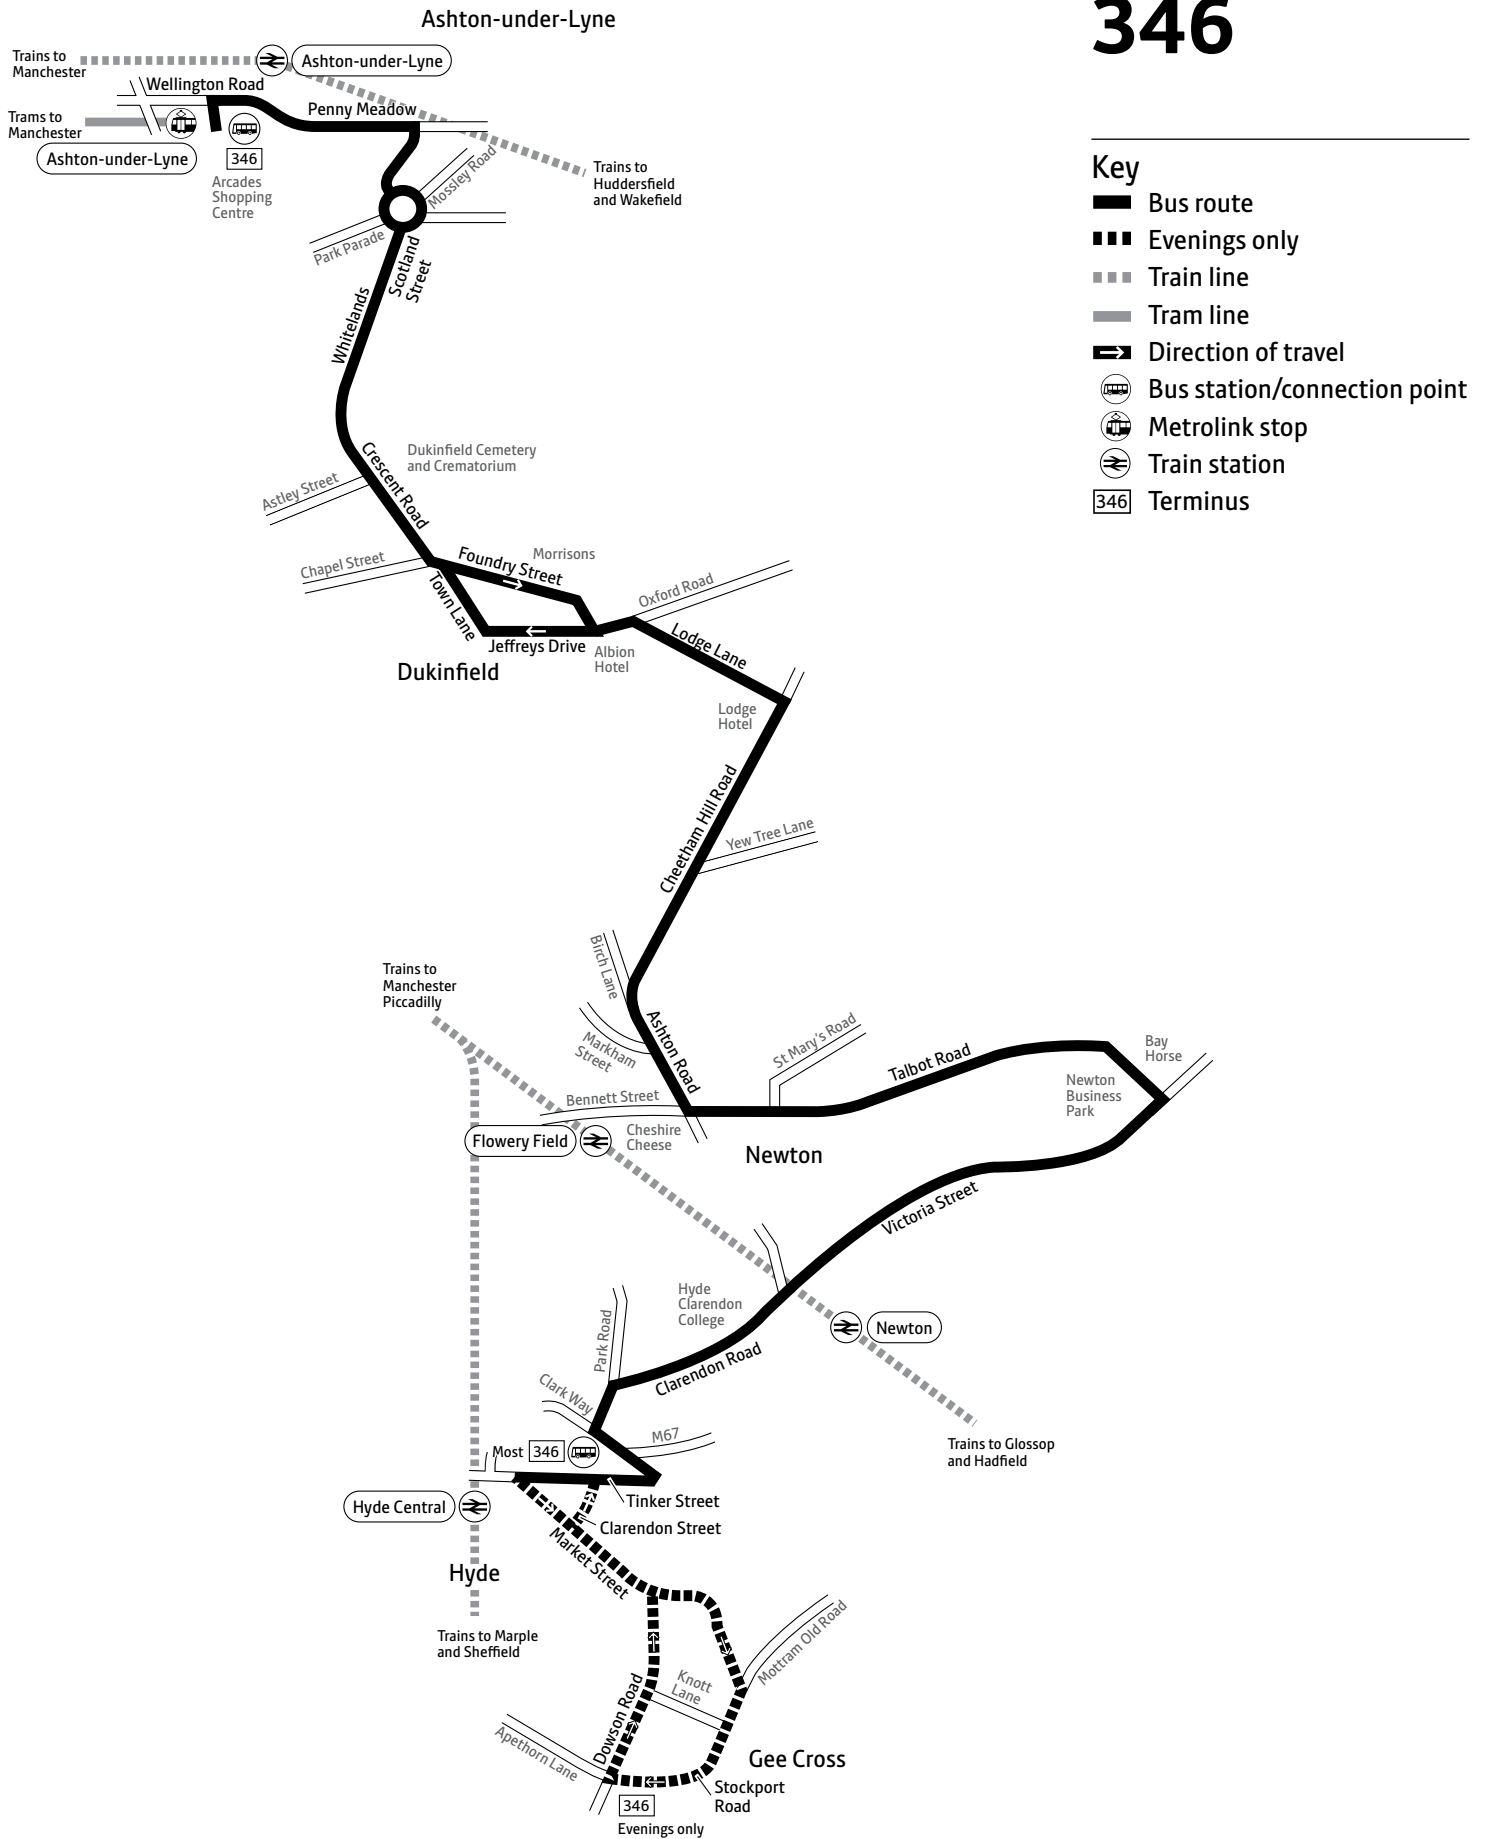 Ashton-under-Lyne
346
Trains to
Manchester
Ashton-under-Lyne
Wellington Road
Penny Meadow
Trams to
Manchester
Ashton-under-Lyne
346
Arcades
Shopping
Centre
Mossley Road
Trains to
Huddersfield
and Wakefield
Park Parade
Scotland
Street
Whitelands
Key
Bus route
Evenings only
Train line
Tram line
Direction of travel
Bus station/connection point
Metrolink stop
Train station
346
Terminus
Crescent Road
Dukinfield Cemetery
and Crematorium
Astley Street
Chapel Street
Foundry Street
Morrisons
Town Lane
Oxford Road
Jeffreys Drive
Albion
Hotel
Lodge Lane
Dukinfield
Lodge
Hotel
Cheetham Hill Road
Yew Tree Lane
Birch Lane
Trains to
Manchester
Piccadilly
Markham
Street
Ashton Road
St Mary's Road
Talbot Road
Bay
Horse
Newton
Business
Park
Bennett Street
Flowery Field
Cheshire
Cheese
Newton
Victoria Street
Hyde
Clarendon
College
Newton
Park Road
Clarendon Road
Clark Way
M67
Trains to Glossop
and Hadfield
Most
346
Tinker Street
Hyde Central
Clarendon Street
Market Street
Hyde
Trains to Marple
and Sheffield
Mottram Old Road
Knott
Lane
Dowson Road
Apethorn Lane
Gee Cross
Stockport
Road
346
Evenings only